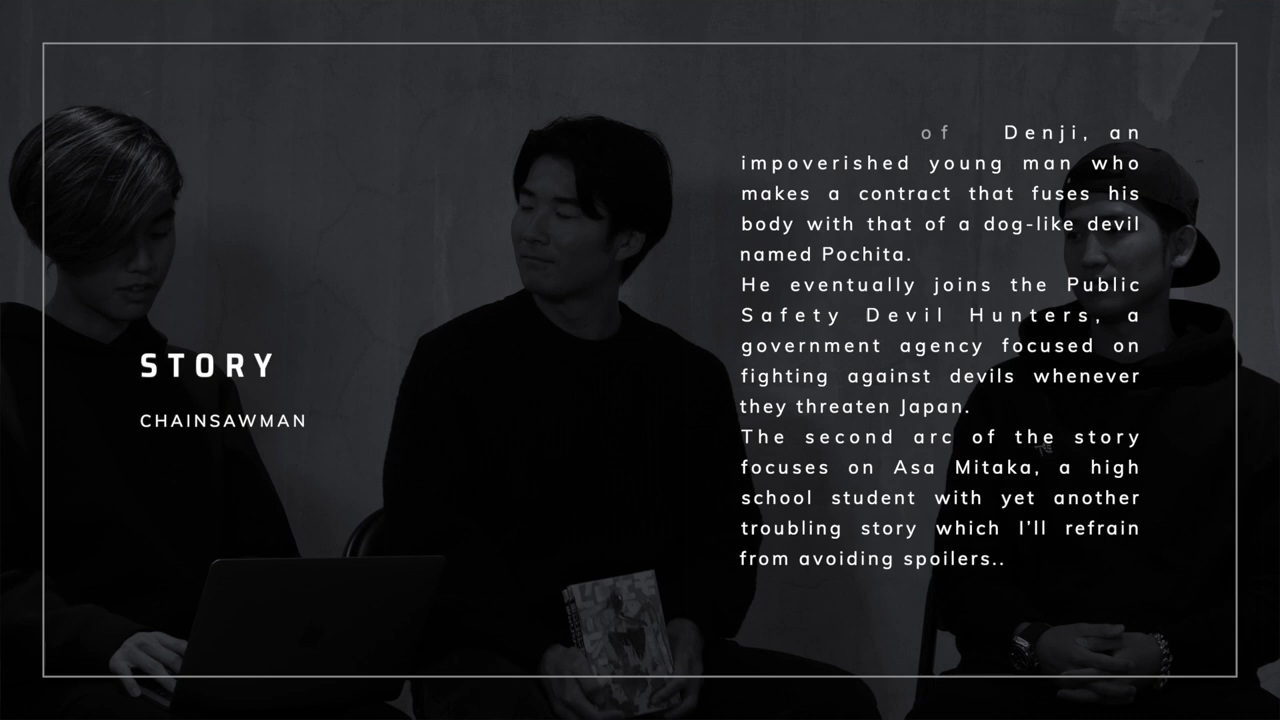 STORY
CHAINSAWMAN
of Denji, an
impoverished young man who
makes a contract that fuses his
body with that of a dog-like devil
named Pochita.
He eventually joins the Public
Safety Devil Hunters, a
government agency focused on
fighting against devils whenever
they threaten Japan.
The second arc of the story
focuses on Asa Mitaka, a high
school student with yet another
troubling story which I’ll refrain
from avoiding spoilers..